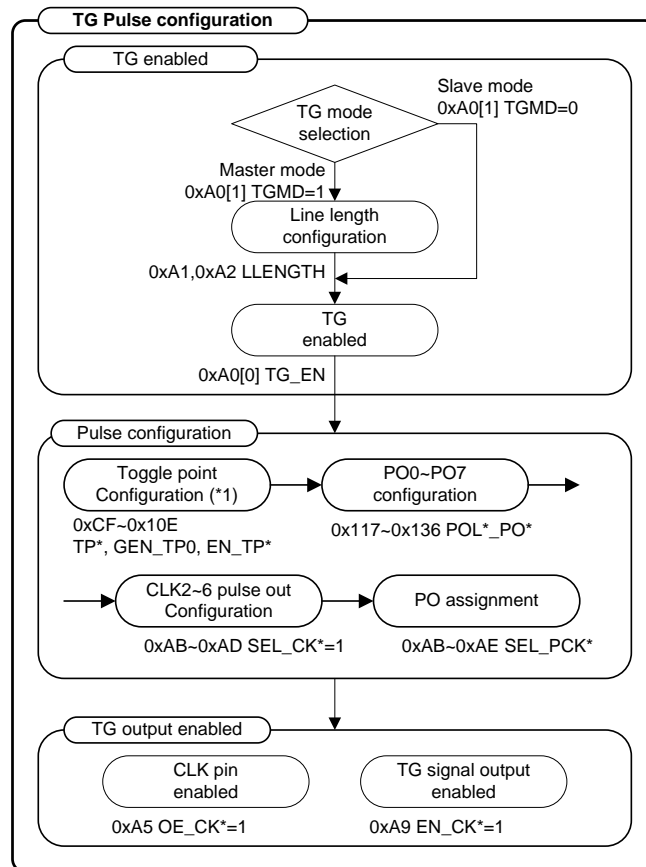 TG Pulse configuration
TG enabled
Slave mode
0xA0[1] TGMD=0
TG mode
selection
Master mode
0xA0[1] TGMD=1
Line length
configuration
0xA1,0xA2 LLENGTH
TG
enabled
0xA0[0] TG_EN
Pulse configuration
Toggle point
Configuration (*1)
0xCF~0x10E
TP*, GEN_TP0, EN_TP*
PO0~PO7
configuration
0x117~0x136 POL*_PO*
CLK2~6 pulse out
Configuration
0xAB~0xAD SEL_CK*=1
PO assignment
0xAB~0xAE SEL_PCK*
TG output enabled
CLK pin
enabled
0xA5 OE_CK*=1
TG signal output
enabled
0xA9 EN_CK*=1